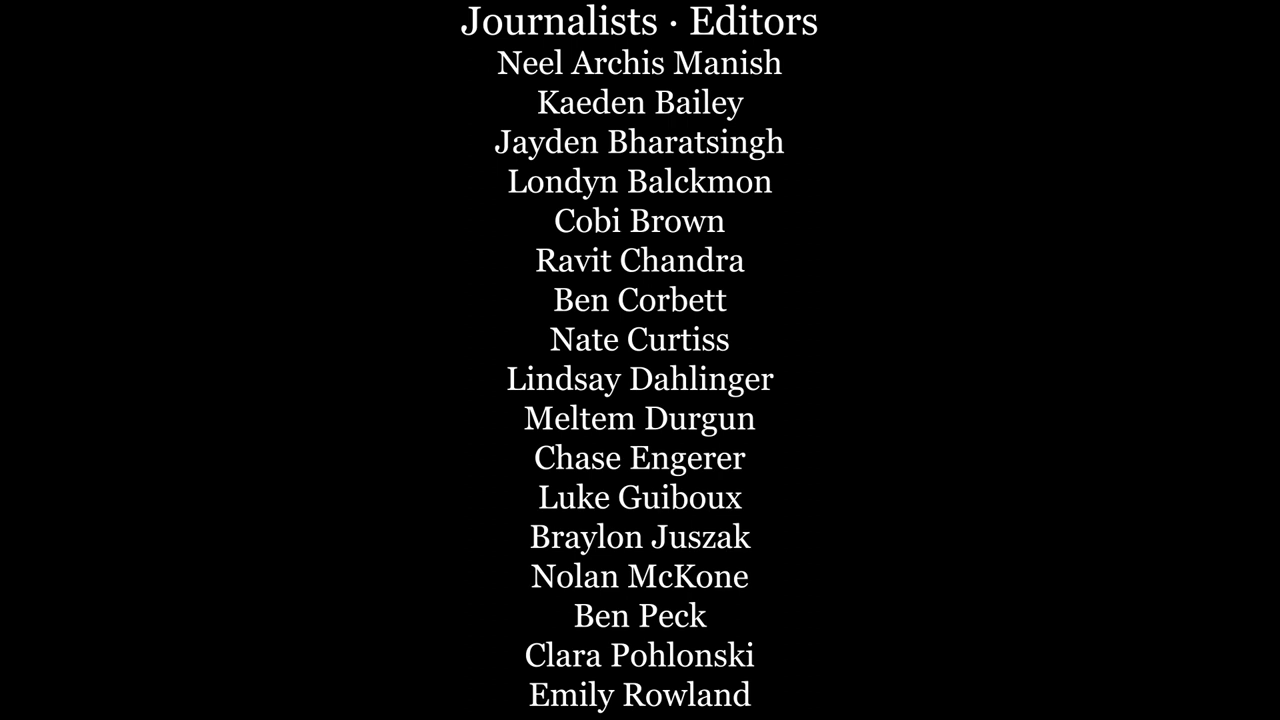 Journalists · Editors
Neel Archis Manish
Kaeden Bailey
Jayden Bharatsingh
Londyn Balckmon
Cobi Brown
Ravit Chandra
Ben Corbett
Nate Curtiss
Lindsay Dahlinger
Meltem Durgun
Chase Engerer
Luke Guiboux
Braylon Juszak
Nolan McKone
Ben Peck
Clara Pohlonski
Emily Rowland